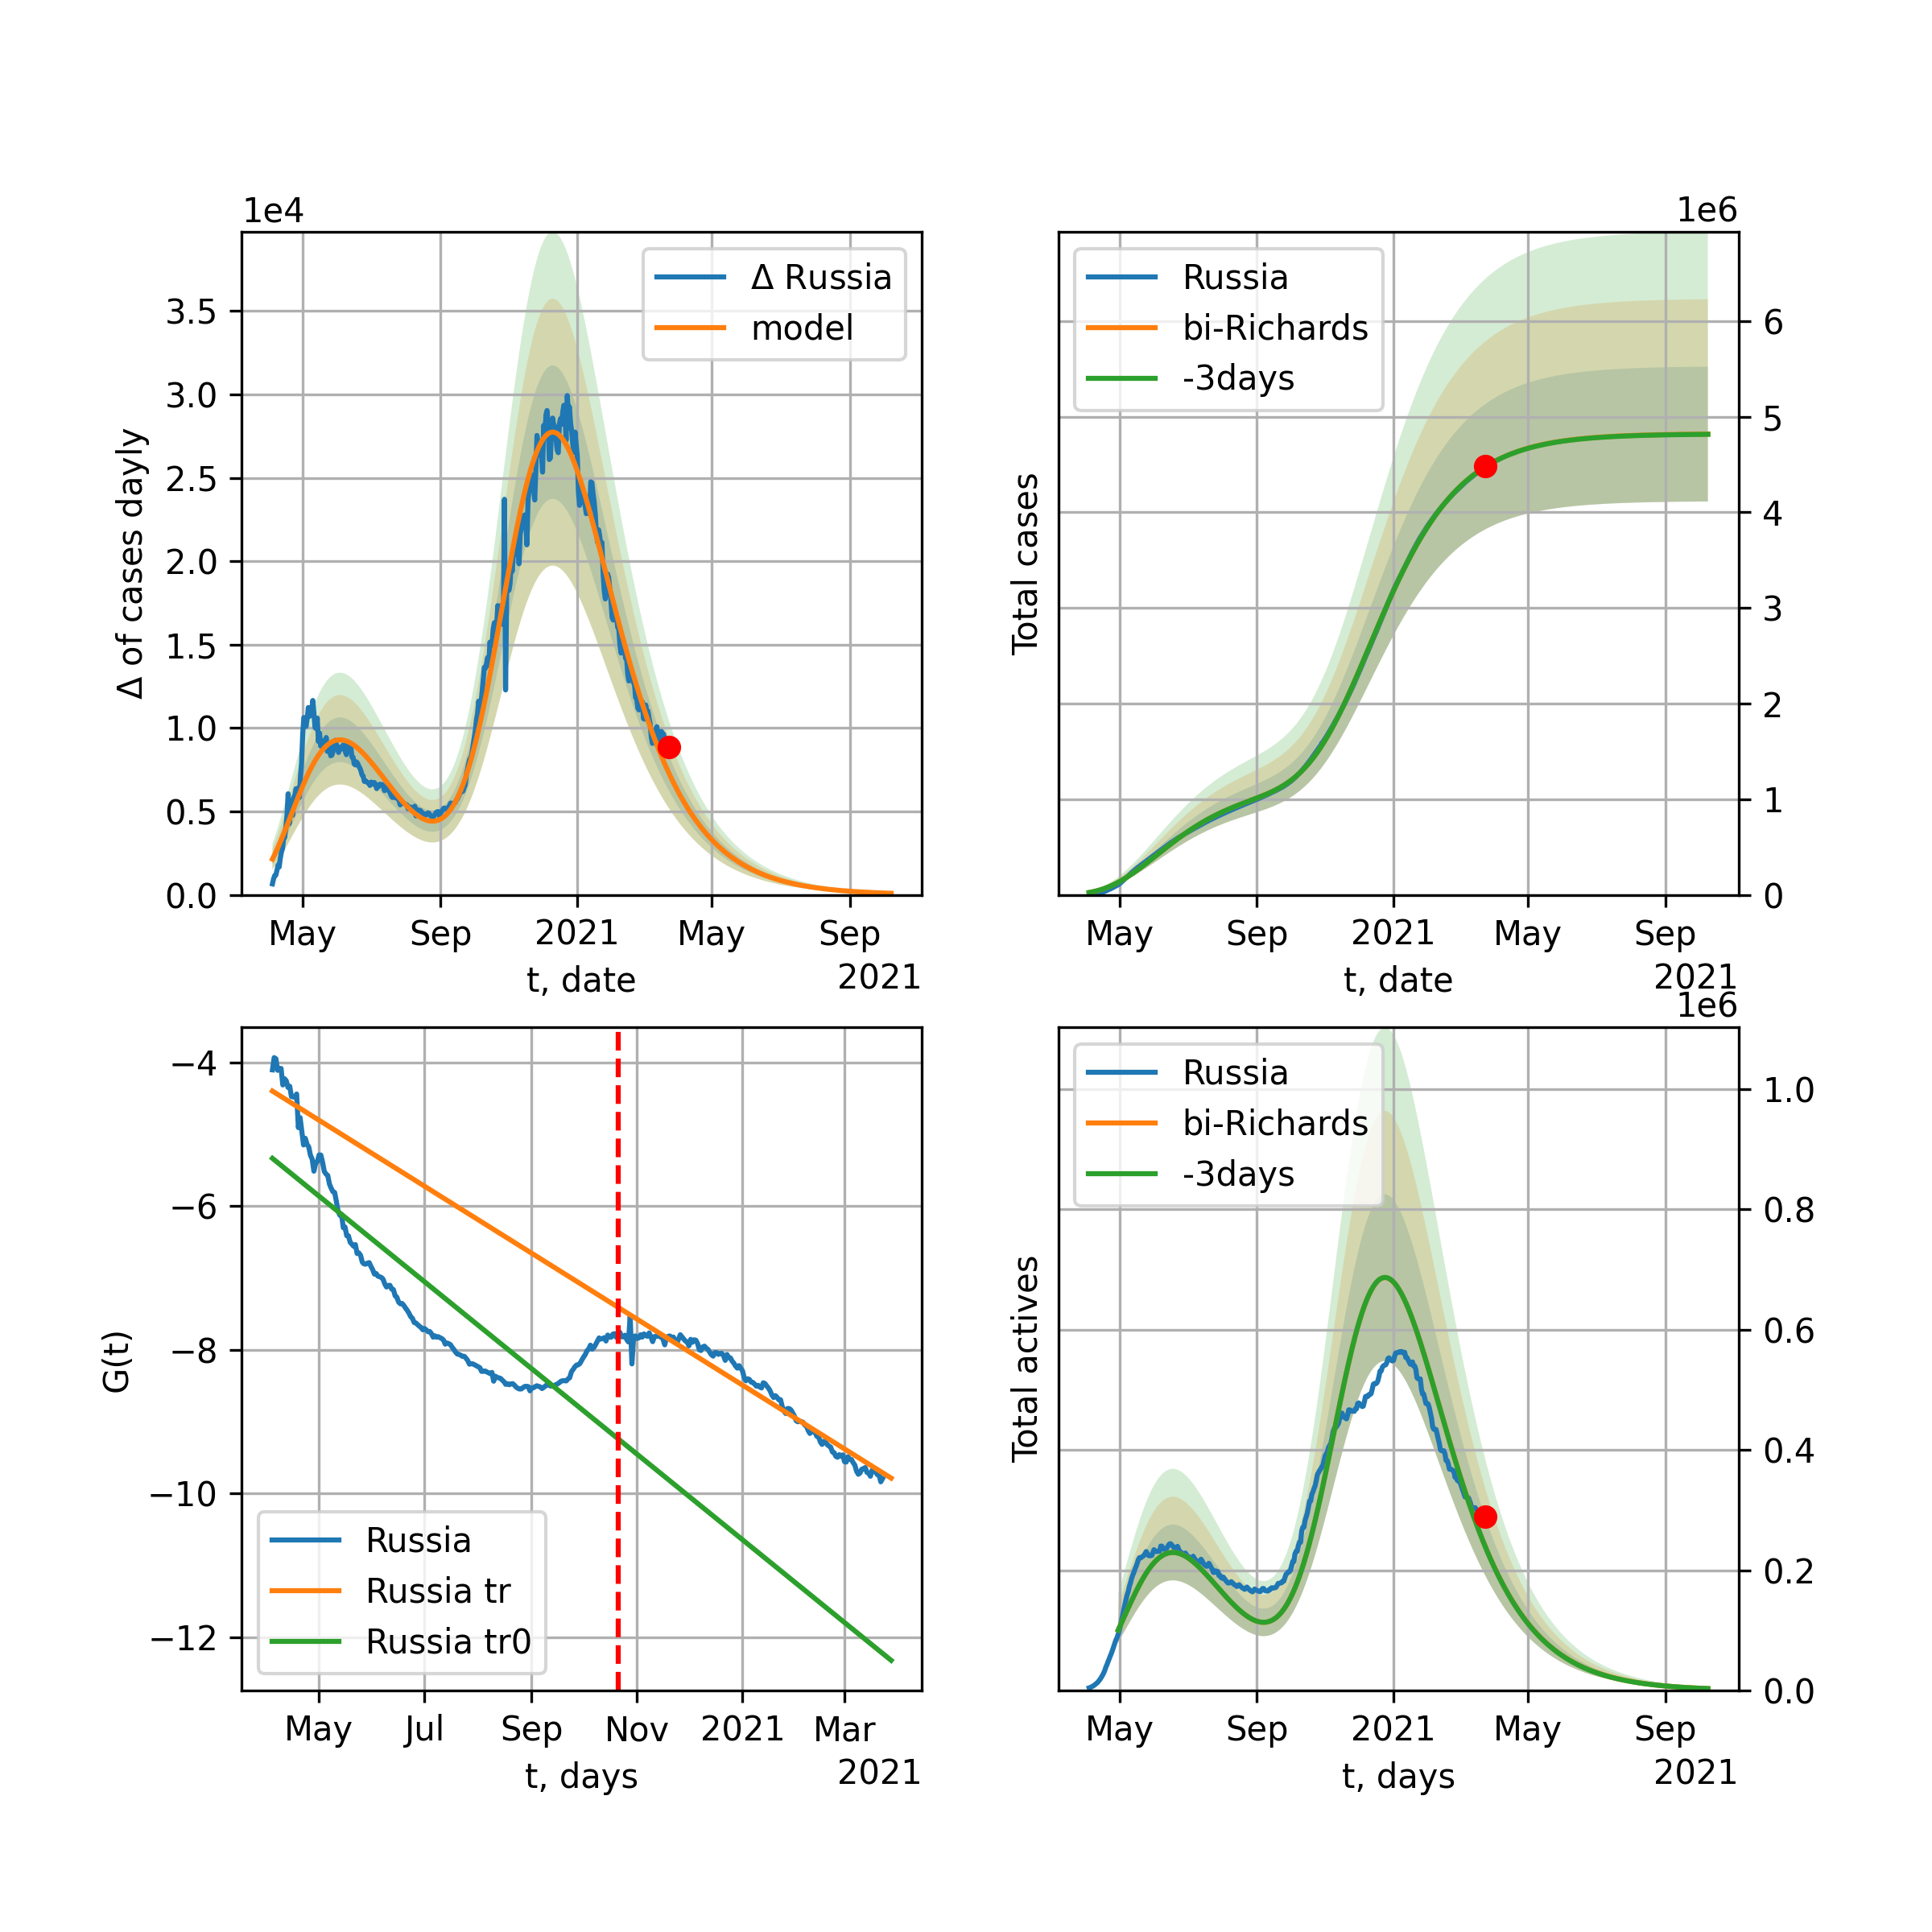 1e4
Δ Russia
model
3.5
3.0
2.5
2.0
1.5
1.0
0.5
0.0
Δ of cases dayly
May Sep 2021 May Sep
t, date
2021
1e6
Russia
bi-Richards
-3days
6
5
4
3
2
1
0
Total cases
May Sep 2021 May Sep
t, date
2021
−4
−6
−8
−10
−12
G(t)
Russia
Russia tr
Russia tr0
May Jul Sep Nov 2021 Mar
t, days
2021
1e6
Russia
bi-Richards
-3days
1.0
0.8
0.6
0.4
0.2
0.0
Total actives
May Sep 2021 May Sep
t, days
2021